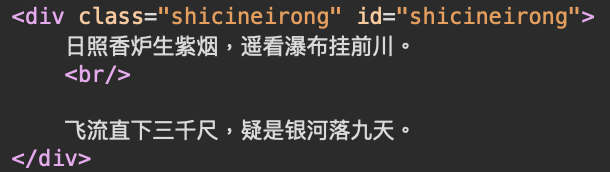 <div class="shicineirong" id="shicineirong">
日照香炉生紫烟，遥看瀑布挂前川。
<br/>
飞流直下三千尺，疑是银河落九天。
</div>